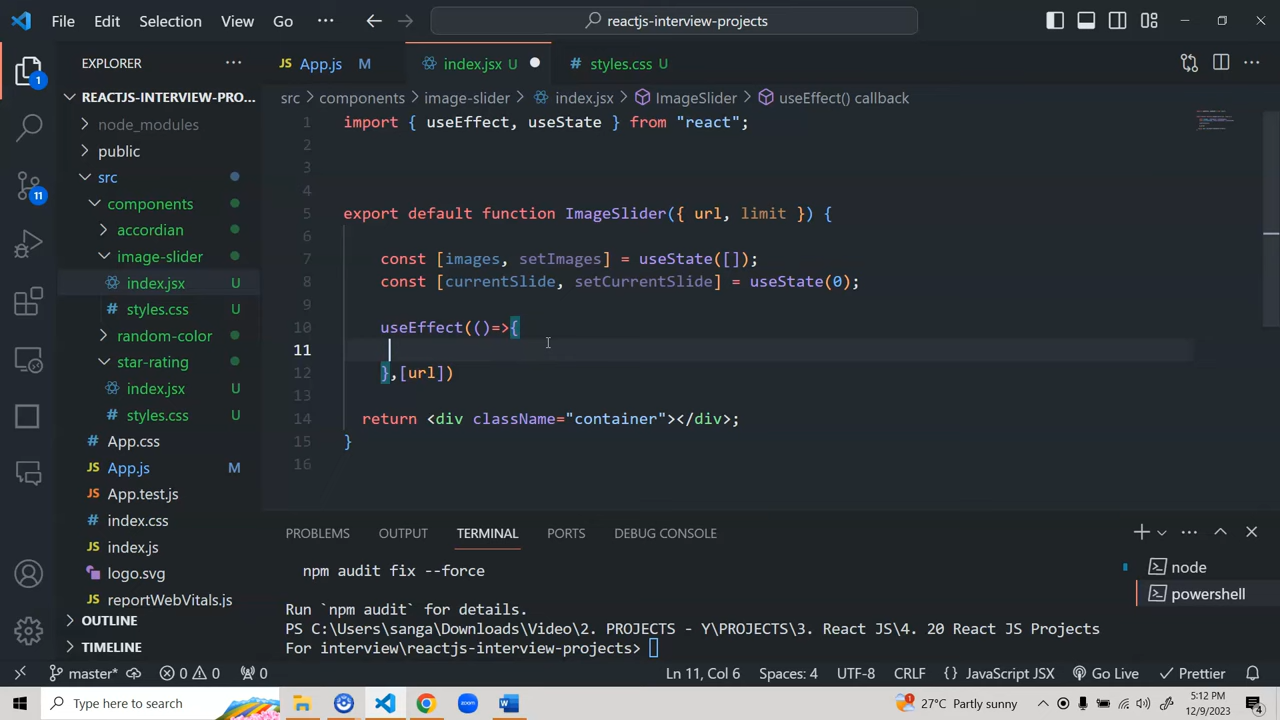 File Edit Selection View Go ··· reactjs-interview-projects
EXPLORER ···
App.js M index.jsx U styles.css U ···
REACTJS-INTERVIEW-PRO...
src > components > image-slider > index.jsx > ImageSlider > useEffect() callback
node_modules
public
src
components
accordian
image-slider
index.jsx U
styles.css U
random-color
star-rating
index.jsx U
styles.css U
App.css
App.js M
App.test.js
index.css
index.js
logo.svg
reportWebVitals.js
OUTLINE
TIMELINE
1
11
1 import { useEffect, useState } from "react";
2
3
4
5 export default function ImageSlider({ url, limit }) {
6
7 const [images, setImages] = useState([]);
8 const [currentSlide, setCurrentSlide] = useState(0);
9
10 useEffect(()=>{
11
12 },[url])
13
14 return <div className="container"></div>;
15 }
16
PROBLEMS OUTPUT TERMINAL PORTS DEBUG CONSOLE ···
npm audit fix --force
Run `npm audit` for details.
PS C:\Users\sanga\Downloads\Video\2. PROJECTS - Y\PROJECTS\3. React JS\4. 20 React JS Projects
For interview\reactjs-interview-projects>
node
powershell
master* 0 0 0 Ln 11, Col 6 Spaces: 4 UTF-8 CRLF {} JavaScript JSX Go Live Prettier
Type here to search
27°C Partly sunny
5:12 PM
12/9/2023
4